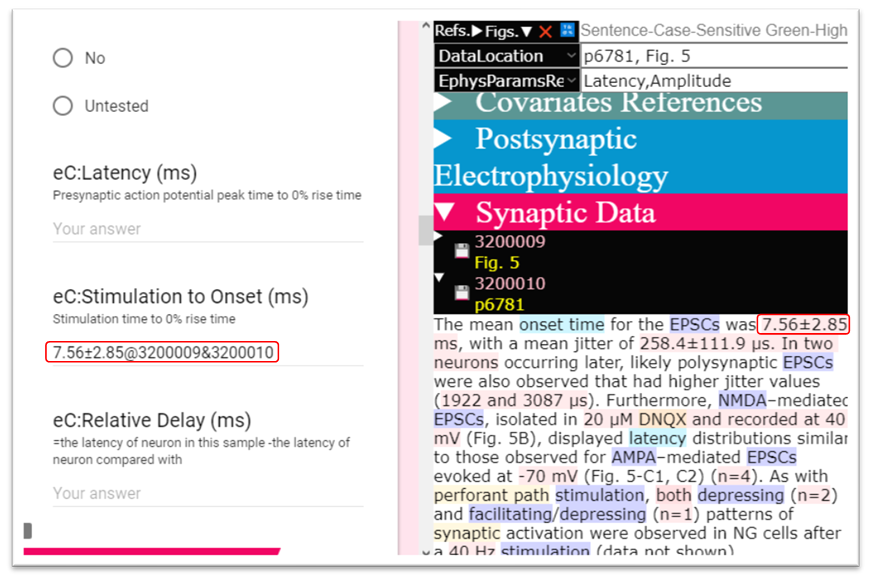 No
Untested
eC:Latency (ms)
Presynaptic action potential peak time to 0% rise time
Your answer
eC:Stimulation to Onset (ms)
Stimulation time to 0% rise time
7.56±2.85@3200009&3200010
eC:Relative Delay (ms)
=the latency of neuron in this sample -the latency of
neuron compared with
Your answer
Refs.▶Figs.▼ Sentence-Case-Sensitive Green-High
DataLocation p6781, Fig. 5
EphysParamsRe Latency,Amplitude
Covariates References
Postsynaptic
Electrophysiology
Synaptic Data
3200009
Fig. 5
3200010
p6781
The mean onset time for the EPSCs was 7.56±2.85
ms, with a mean jitter of 258.4±111.9 µs. In two
neurons occurring later, likely polysynaptic EPSCs
were also observed that had higher jitter values
(1922 and 3087 µs). Furthermore, NMDA–mediated
EPSCs, isolated in 20 µM DNQX and recorded at 40
mV (Fig. 5B), displayed latency distributions similar
to those observed for AMPA–mediated EPSCs
evoked at -70 mV (Fig. 5-C1, C2) (n=4). As with
perforant path stimulation, both depressing (n=2)
and facilitating/depressing (n=1) patterns of
synaptic activation were observed in NG cells after
a 40 Hz stimulation (data not shown)